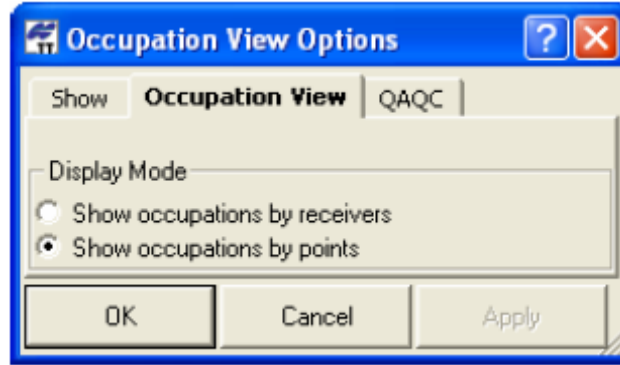 Occupation View Options
Show Occupation View QAQC
Display Mode
Show occupations by receivers
Show occupations by points
OK Cancel Apply